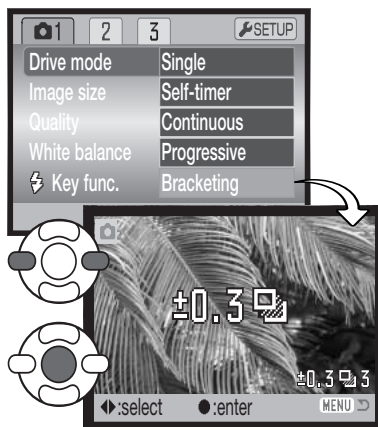 1 2 3 SETUP
Drive mode Single
Image size Self-timer
Quality Continuous
White balance Progressive
Key func. Bracketing
±0.3
±0.3 3
:select :enter MENU